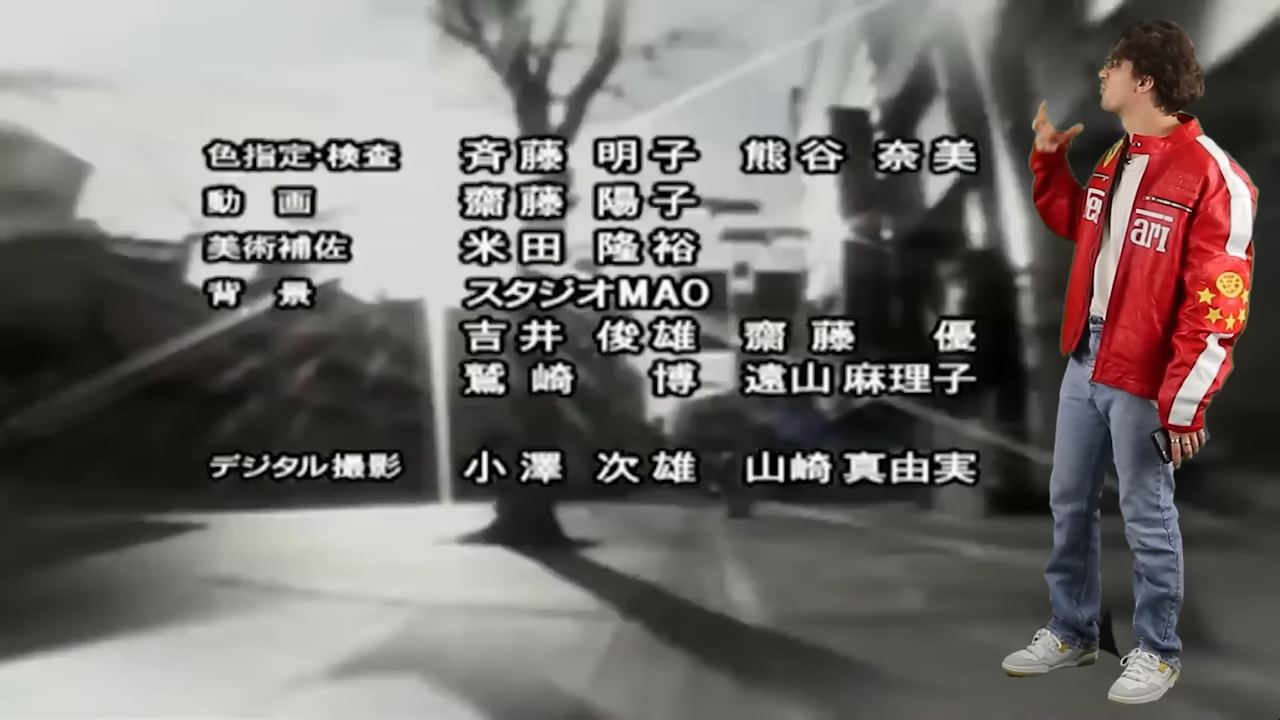 色指定・検査 斉藤 明子 熊谷 奈美
動 画 齋藤 陽子
美術補佐 米田 隆裕
背 景 スタジオMAO
吉井 俊雄 齋藤 優
鷲崎 博 遠山 麻理子
デジタル撮影 小澤 次雄 山崎 真由実
ari